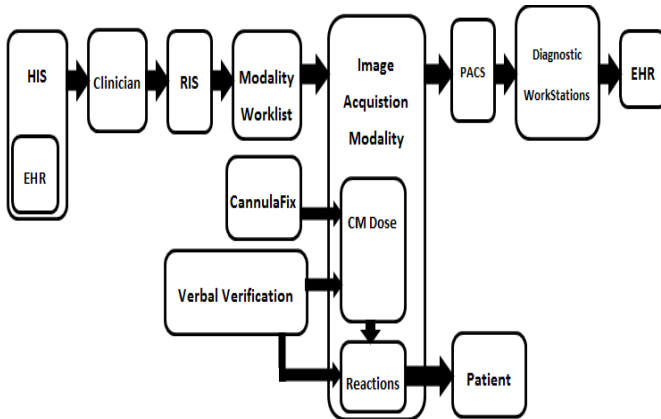 HIS
EHR
Clinician
RIS
Modality
Worklist
Image
Acquistion
Modality
PACS
Diagnostic
WorkStations
EHR
CannulaFix
CM Dose
Verbal Verification
Reactions
Patient